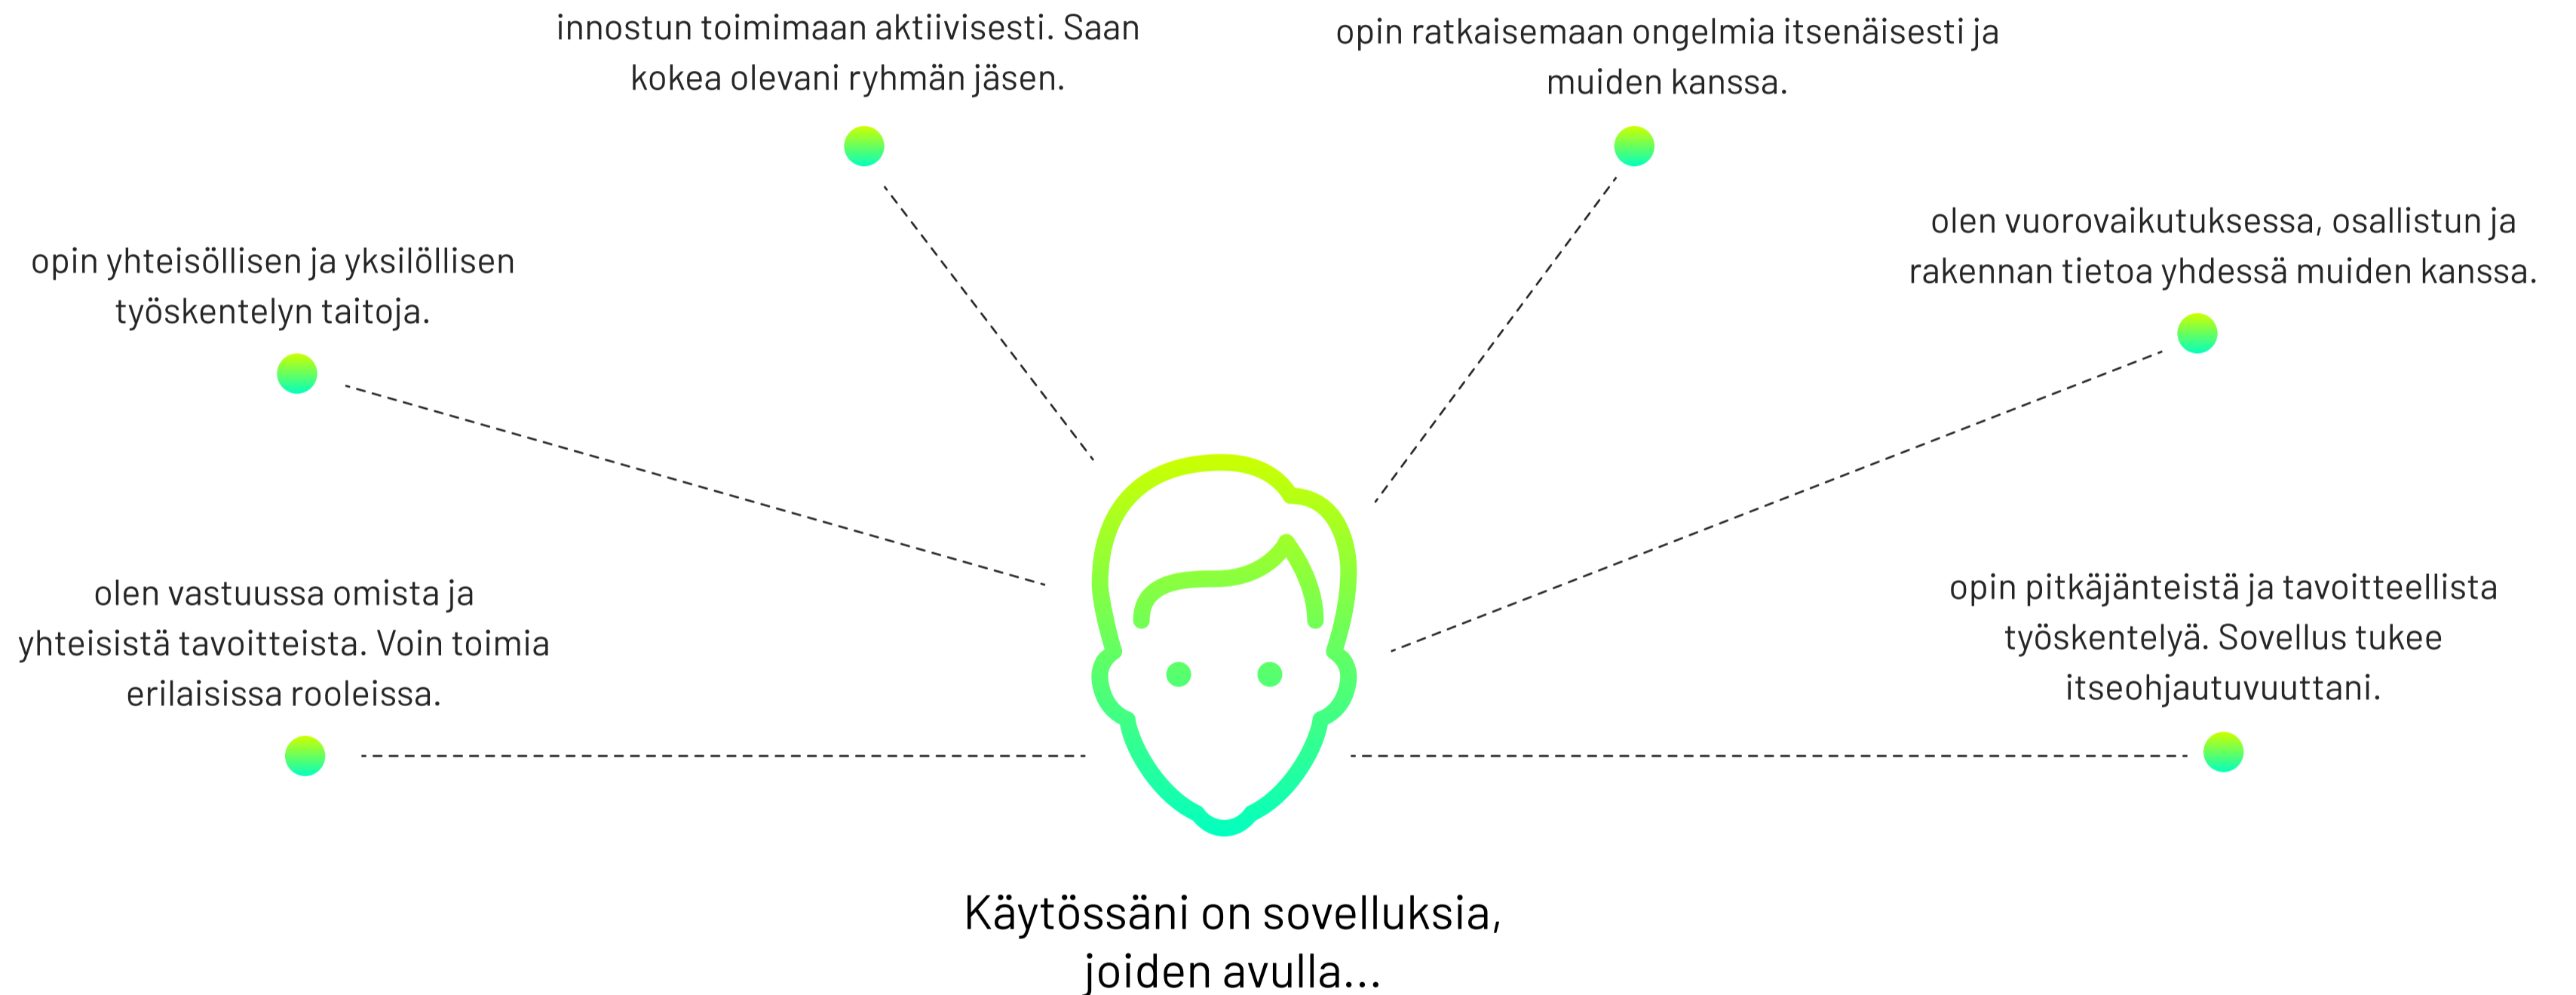 innostun toimimaan aktiivisesti. Saan
kokea olevani ryhmän jäsen.
opin ratkaisemaan ongelmia itsenäisesti ja
muiden kanssa.
opin yhteisöllisen ja yksilöllisen
työskentelyn taitoja.
olen vuorovaikutuksessa, osallistun ja
rakennan tietoa yhdessä muiden kanssa.
olen vastuussa omista ja
yhteisistä tavoitteista. Voin toimia
erilaisissa rooleissa.
opin pitkäjänteistä ja tavoitteellista
työskentelyä. Sovellus tukee
itseohjautuvuuttani.
Käytössäni on sovelluksia,
joiden avulla...